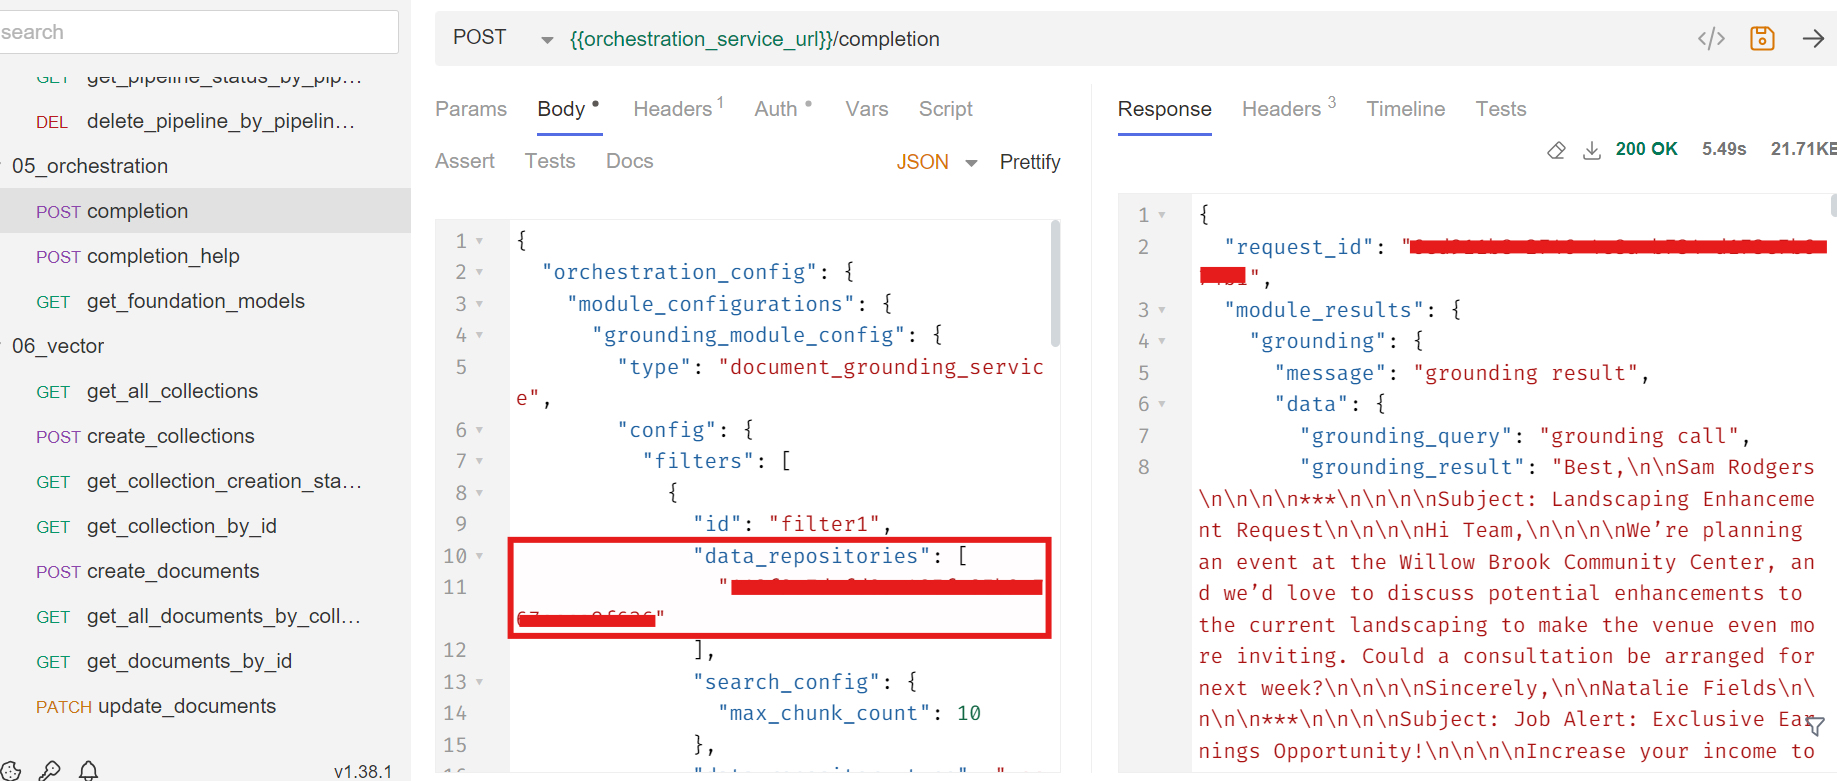 search
GET get_pipeline_status_by_pip...
DEL delete_pipeline_by_pipelin...
05_orchestration
POST completion
POST completion_help
GET get_foundation_models
06_vector
GET get_all_collections
POST create_collections
GET get_collection_creation_sta...
GET get_collection_by_id
POST create_documents
GET get_all_documents_by_coll...
GET get_documents_by_id
PATCH update_documents
v1.38.1
POST {{orchestration_service_url}}/completion
Params Body Headers 1 Auth Vars Script
Assert Tests Docs JSON Prettify
1 {
2 "orchestration_config": {
3 "module_configurations": {
4 "grounding_module_config": {
5 "type": "document_grounding_servic
e",
6 "config": {
7 "filters": [
8 {
9 "id": "filter1",
10 "data_repositories": [
11 "
"
12 ],
13 "search_config": {
14 "max_chunk_count": 10
15 },
Response Headers 3 Timeline Tests
200 OK 5.49s 21.71KB
1 {
2 "request_id": "
",
3 "module_results": {
4 "grounding": {
5 "message": "grounding result",
6 "data": {
7 "grounding_query": "grounding call",
8 "grounding_result": "Best,\n\nSam Rodgers
\n\n\n\n***\n\n\n\nSubject: Landscaping Enhanceme
nt Request\n\n\n\nHi Team,\n\n\n\nWe’re planning
an event at the Willow Brook Community Center, an
d we’d love to discuss potential enhancements to
the current landscaping to make the venue even mo
re inviting. Could a consultation be arranged for
next week?\n\n\n\nSincerely,\n\nNatalie Fields\n\
n\n\n***\n\n\n\nSubject: Job Alert: Exclusive Ear
nings Opportunity!\n\n\n\nIncrease your income to